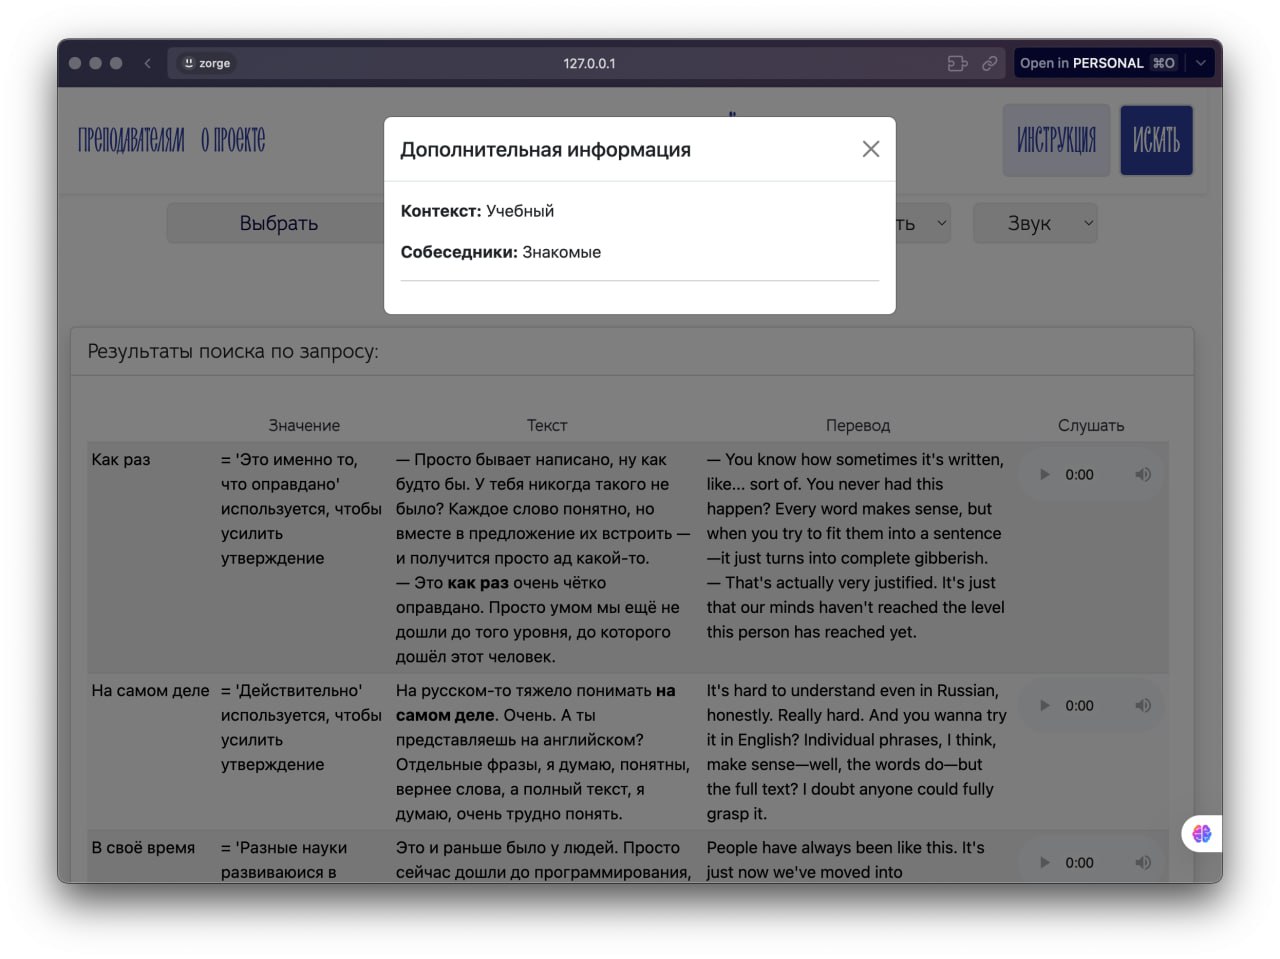 zorge
127.0.0.1
Open in PERSONAL ⌘O
ПРЕПОДАВАТЕЛЯМ О ПРОЕКТЕ
ИНСТРУКЦИЯ
ИСКАТЬ
Дополнительная информация
Контекст: Учебный
Собеседники: Знакомые
Выбрать
ть
Звук
Результаты поиска по запросу:
Значение Текст Перевод Слушать
Как раз
= 'Это именно то,
что оправдано'
используется, чтобы
усилить
утверждение
— Просто бывает написано, ну как
будто бы. У тебя никогда такого не
было? Каждое слово понятно, но
вместе в предложение их встроить —
и получится просто ад какой-то.
— Это как раз очень чётко
оправдано. Просто умом мы ещё не
дошли до того уровня, до которого
дошёл этот человек.
— You know how sometimes it's written,
like... sort of. You never had this
happen? Every word makes sense, but
when you try to fit them into a sentence
—it just turns into complete gibberish.
— That's actually very justified. It's just
that our minds haven't reached the level
this person has reached yet.
0:00
На самом деле
= 'Действительно'
используется, чтобы
усилить
утверждение
На русском-то тяжело понимать на
самом деле. Очень. А ты
представляешь на английском?
Отдельные фразы, я думаю, понятны,
вернее слова, а полный текст, я
думаю, очень трудно понять.
It's hard to understand even in Russian,
honestly. Really hard. And you wanna try
it in English? Individual phrases, I think,
make sense—well, the words do—but
the full text? I doubt anyone could fully
grasp it.
0:00
В своё время
= 'Разные науки
развиваюися в
Это и раньше было у людей. Просто
сейчас дошли до программирования,
People have always been like this. It's
just now we've moved into
0:00